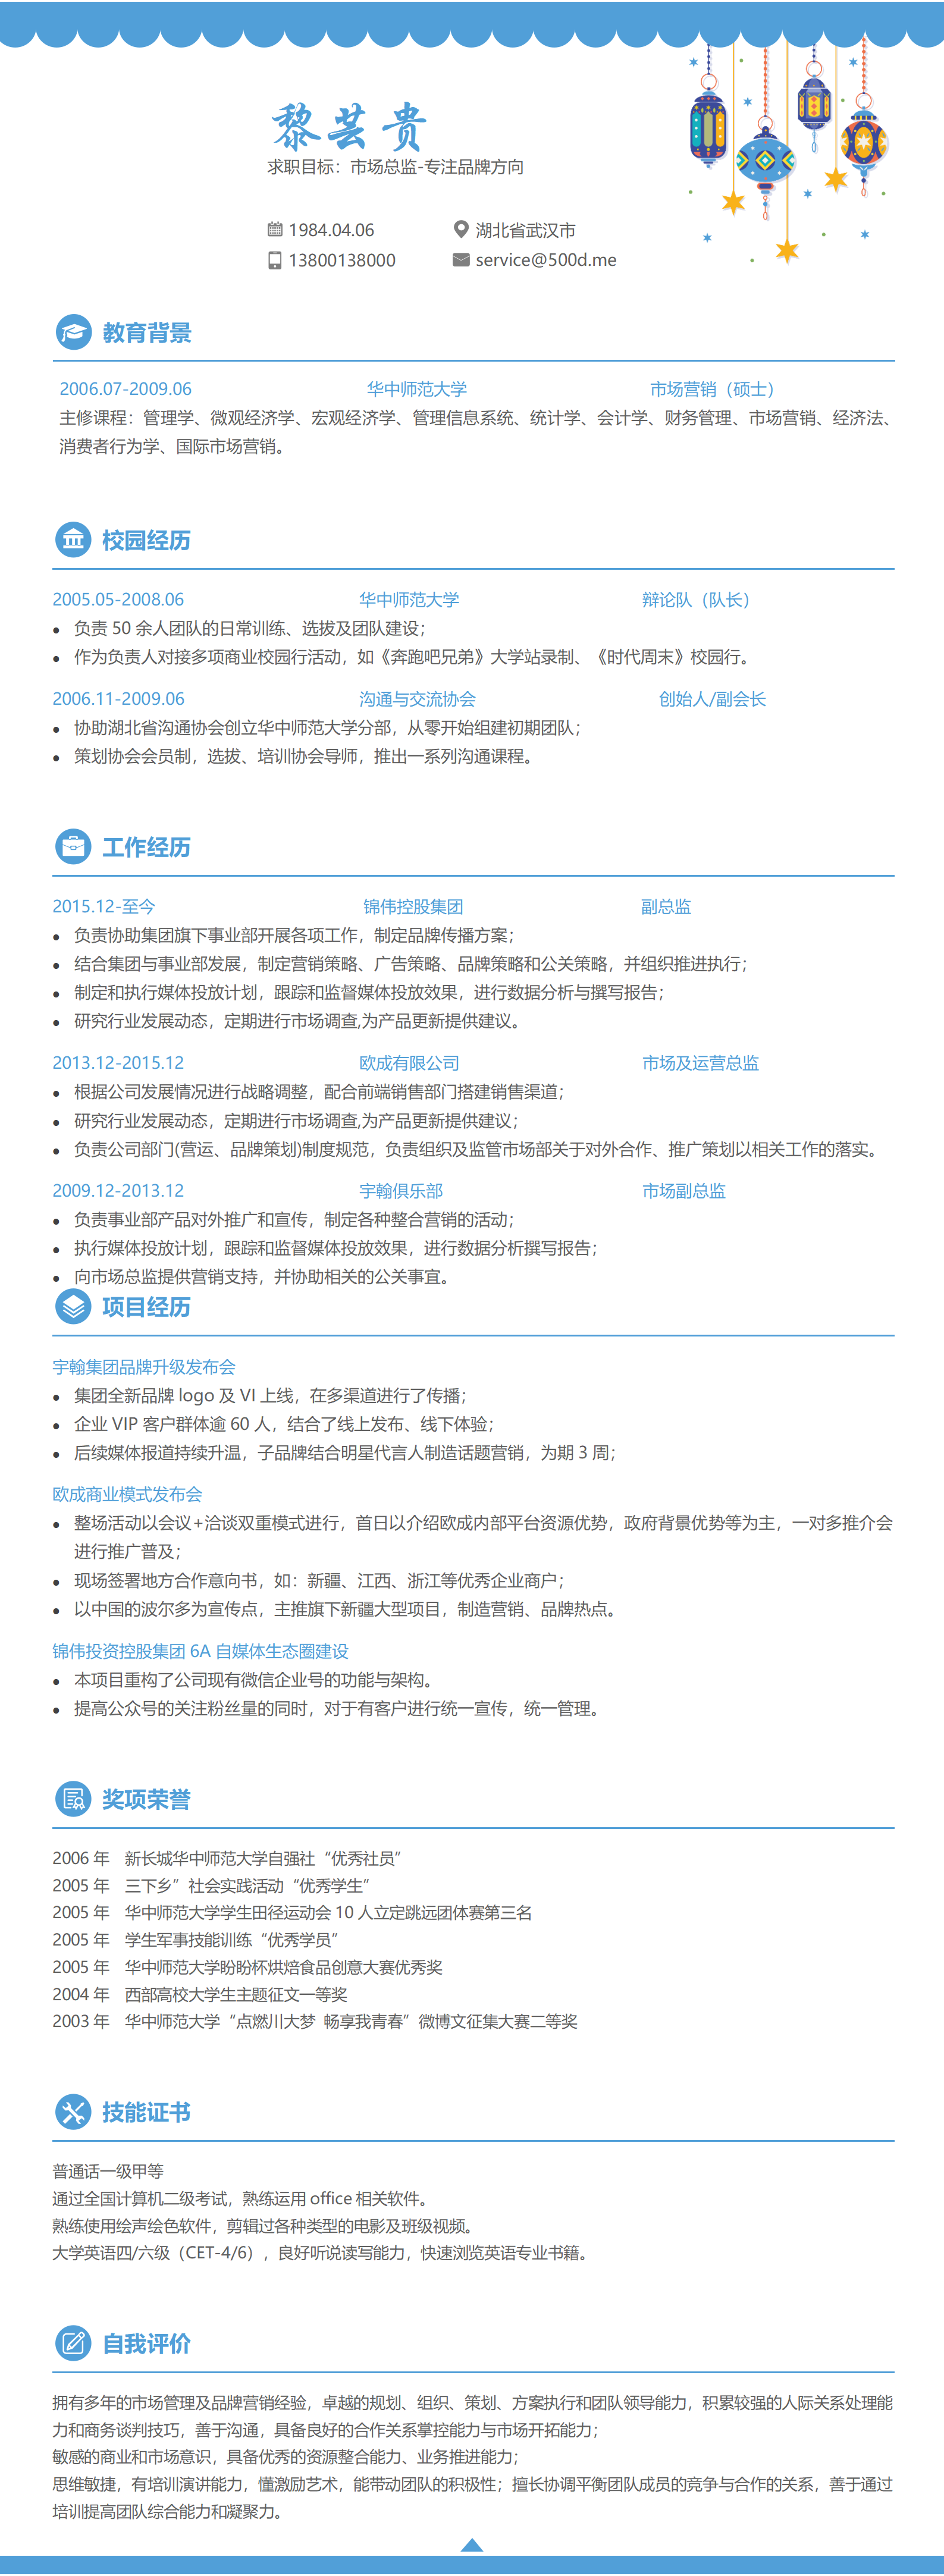 黎芸贵
求职目标：市场总监-专注品牌方向
1984.04.06 湖北省武汉市
13800138000 service@500d.me
教育背景
2006.07-2009.06 华中师范大学 市场营销（硕士）
主修课程：管理学、微观经济学、宏观经济学、管理信息系统、统计学、会计学、财务管理、市场营销、经济法、
消费者行为学、国际市场营销。
校园经历
2005.05-2008.06 华中师范大学 辩论队（队长）
● 负责 50 余人团队的日常训练、选拔及团队建设；
● 作为负责人对接多项商业校园行活动，如《奔跑吧兄弟》大学站录制、《时代周末》校园行。
2006.11-2009.06 沟通与交流协会 创始人/副会长
● 协助湖北省沟通协会创立华中师范大学分部，从零开始组建初期团队；
● 策划协会会员制，选拔、培训协会导师，推出一系列沟通课程。
工作经历
2015.12-至今 锦伟控股集团 副总监
● 负责协助集团旗下事业部开展各项工作，制定品牌传播方案；
● 结合集团与事业部发展，制定营销策略、广告策略、品牌策略和公关策略，并组织推进执行；
● 制定和执行媒体投放计划，跟踪和监督媒体投放效果，进行数据分析与撰写报告；
● 研究行业发展动态，定期进行市场调查,为产品更新提供建议。
2013.12-2015.12 欧成有限公司 市场及运营总监
● 根据公司发展情况进行战略调整，配合前端销售部门搭建销售渠道；
● 研究行业发展动态，定期进行市场调查,为产品更新提供建议；
● 负责公司部门(营运、品牌策划)制度规范，负责组织及监管市场部关于对外合作、推广策划以相关工作的落实。
2009.12-2013.12 宇翰俱乐部 市场副总监
● 负责事业部产品对外推广和宣传，制定各种整合营销的活动；
● 执行媒体投放计划，跟踪和监督媒体投放效果，进行数据分析撰写报告；
● 向市场总监提供营销支持，并协助相关的公关事宜。
项目经历
宇翰集团品牌升级发布会
● 集团全新品牌 logo 及 VI 上线，在多渠道进行了传播；
● 企业 VIP 客户群体逾 60 人，结合了线上发布、线下体验；
● 后续媒体报道持续升温，子品牌结合明星代言人制造话题营销，为期 3 周；
欧成商业模式发布会
● 整场活动以会议+洽谈双重模式进行，首日以介绍欧成内部平台资源优势，政府背景优势等为主，一对多推介会
进行推广普及；
● 现场签署地方合作意向书，如：新疆、江西、浙江等优秀企业商户；
● 以中国的波尔多为宣传点，主推旗下新疆大型项目，制造营销、品牌热点。
锦伟投资控股集团 6A 自媒体生态圈建设
● 本项目重构了公司现有微信企业号的功能与架构。
● 提高公众号的关注粉丝量的同时，对于有客户进行统一宣传，统一管理。
奖项荣誉
2006 年 新长城华中师范大学自强社“优秀社员”
2005 年 三下乡”社会实践活动“优秀学生”
2005 年 华中师范大学学生田径运动会 10 人立定跳远团体赛第三名
2005 年 学生军事技能训练“优秀学员”
2005 年 华中师范大学盼盼杯烘焙食品创意大赛优秀奖
2004 年 西部高校大学生主题征文一等奖
2003 年 华中师范大学“点燃川大梦 畅享我青春”微博文征集大赛二等奖
技能证书
普通话一级甲等
通过全国计算机二级考试，熟练运用 office 相关软件。
熟练使用绘声绘色软件，剪辑过各种类型的电影及班级视频。
大学英语四/六级（CET-4/6），良好听说读写能力，快速浏览英语专业书籍。
自我评价
拥有多年的市场管理及品牌营销经验，卓越的规划、组织、策划、方案执行和团队领导能力，积累较强的人际关系处理能
力和商务谈判技巧，善于沟通，具备良好的合作关系掌控能力与市场开拓能力；
敏感的商业和市场意识，具备优秀的资源整合能力、业务推进能力；
思维敏捷，有培训演讲能力，懂激励艺术，能带动团队的积极性；擅长协调平衡团队成员的竞争与合作的关系，善于通过
培训提高团队综合能力和凝聚力。